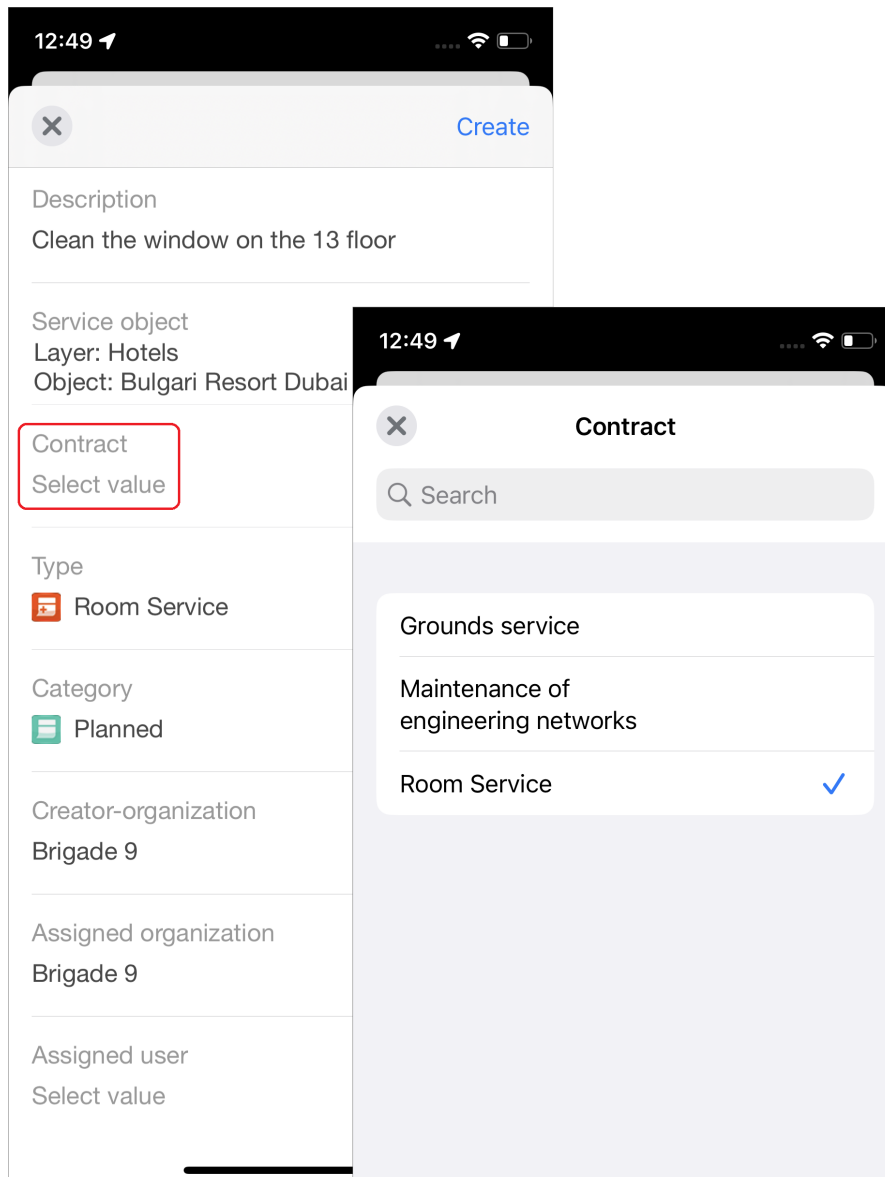 12:49
Create
Description
Clean the window on the 13 floor
Service object
Layer: Hotels
Object: Bulgari Resort Dubai
Contract
Select value
Type
Room Service
Category
Planned
Creator-organization
Brigade 9
Assigned organization
Brigade 9
Assigned user
Select value
12:49
Contract
Search
Grounds service
Maintenance of
engineering networks
Room Service